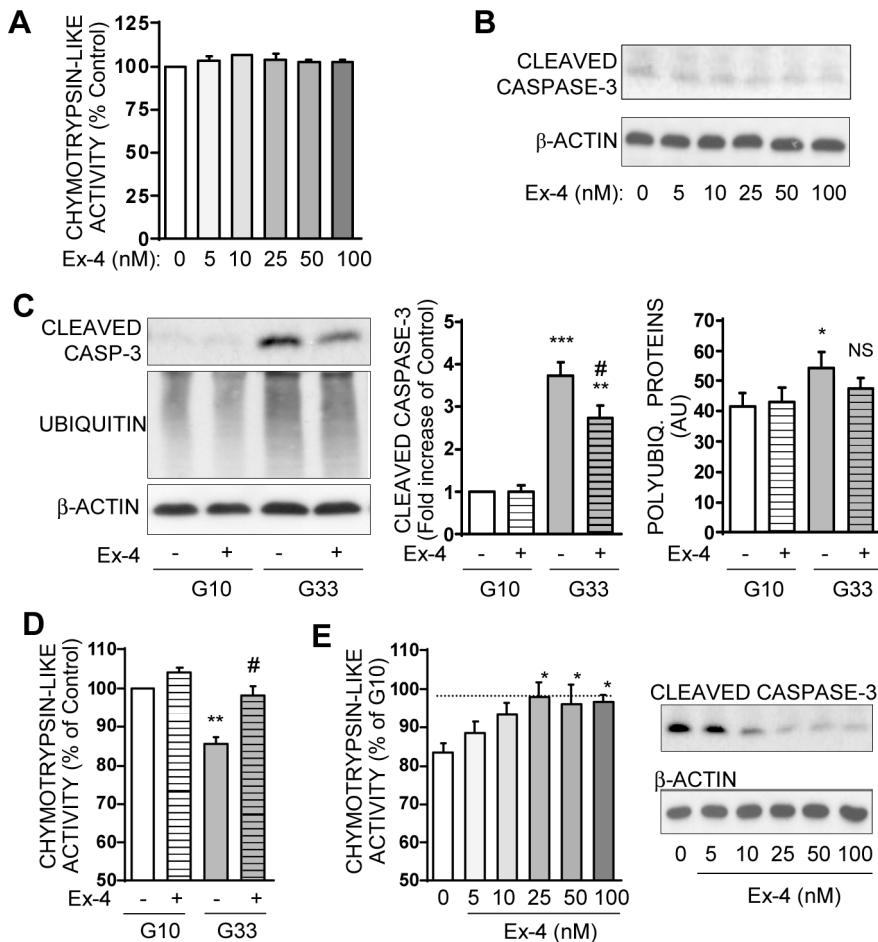 A
CHYMOTRYPSIN-LIKE
ACTIVITY (% Control)
125
100
75
50
25
0
Ex-4 (nM): 0 5 10 25 50 100
B
CLEAVED
CASPASE-3
β-ACTIN
Ex-4 (nM): 0 5 10 25 50 100
C
CLEAVED
CASP-3
UBIQUITIN
β-ACTIN
Ex-4 - + - +
G10 G33
CLEAVED CASPASE-3
(Fold increase of Control)
5
4
3
2
1
0
***
#
**
Ex-4 - + - +
G10 G33
POLYUBIQ. PROTEINS
(AU)
70
60
50
40
30
20
10
0
*
NS
Ex-4 - + - +
G10 G33
D
CHYMOTRYPSIN-LIKE
ACTIVITY (% of Control)
110
100
90
80
70
60
50
**
#
Ex-4 - + - +
G10 G33
E
CHYMOTRYPSIN-LIKE
ACTIVITY (% of G10)
110
100
90
80
70
60
50
* * *
0 5 10 25 50 100
Ex-4 (nM)
CLEAVED CASPASE-3
β-ACTIN
0 5 10 25 50 100
Ex-4 (nM)